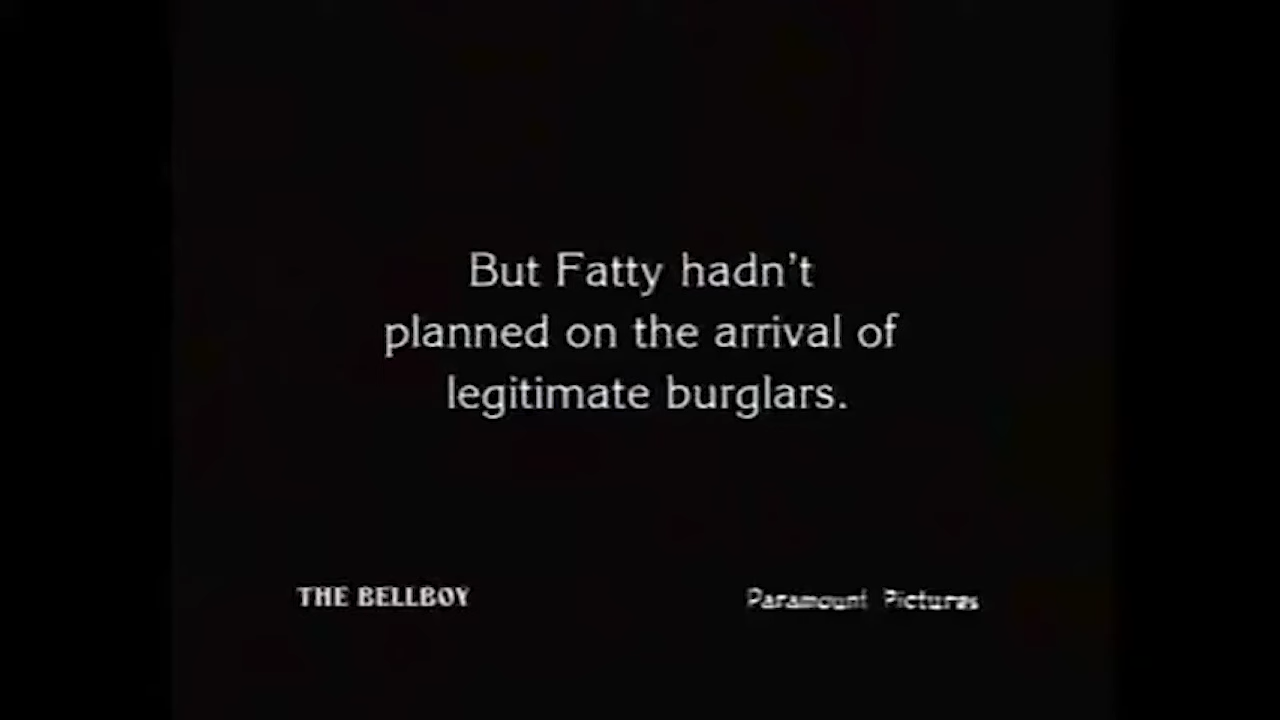 But Fatty hadn't
planned on the arrival of
legitimate burglars.
THE BELLBOY
Paramount Pictures